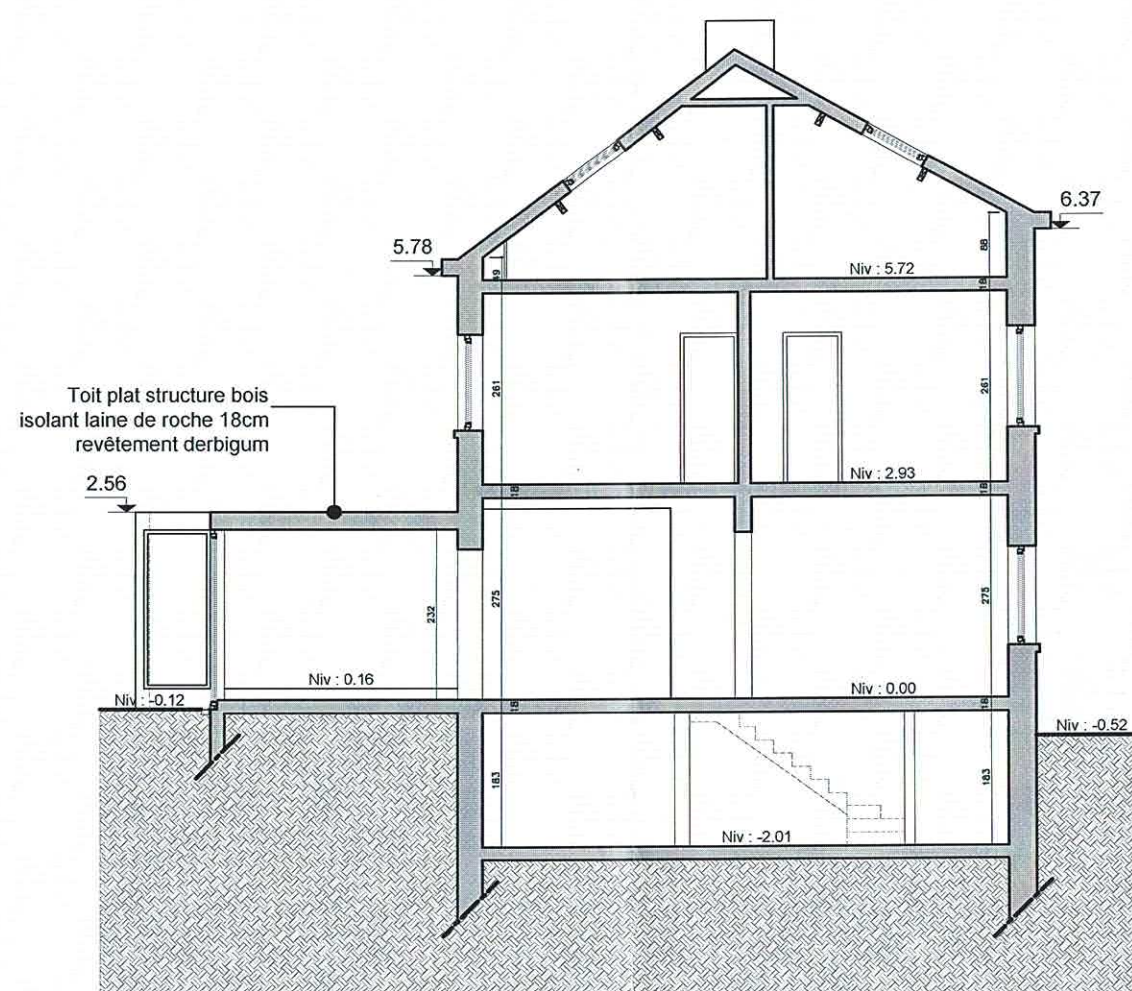 6.37
5.78
88
49
Niv : 5.72
18
Toit plat structure bois
isolant laine de roche 18cm
revêtement derbigum
261
261
2.56
Niv : 2.93
18
18
232
275
275
Niv : 0.16
Niv : 0.00
Niv : -0.12
18
18
Niv : -0.52
183
183
Niv : -2.01